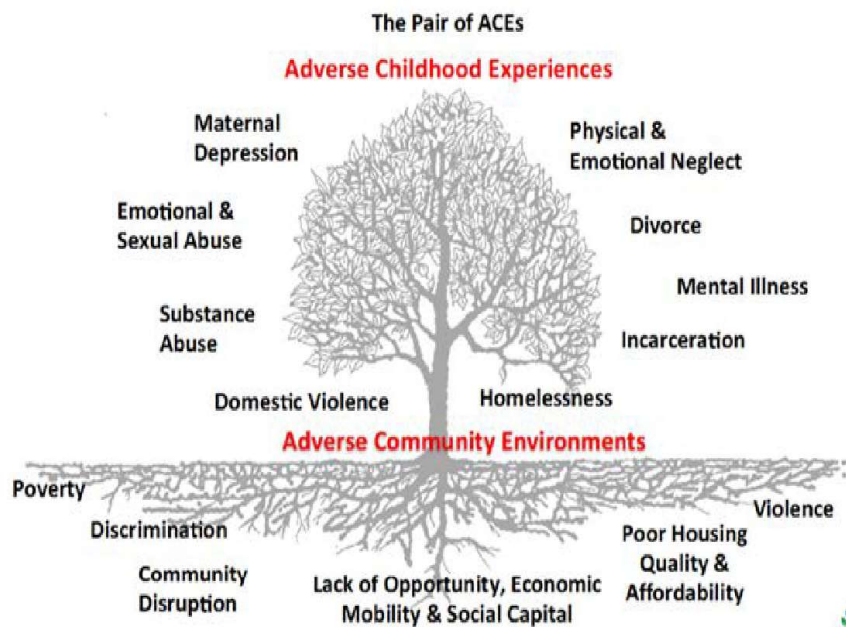 The Pair of ACEs
Adverse Childhood Experiences
Maternal
Depression
Physical &
Emotional Neglect
Emotional &
Sexual Abuse
Divorce
Mental Illness
Substance
Abuse
Incarceration
Domestic Violence
Homelessness
Adverse Community Environments
Poverty
Discrimination
Community
Disruption
Lack of Opportunity, Economic
Mobility & Social Capital
Poor Housing
Quality &
Affordability
Violence